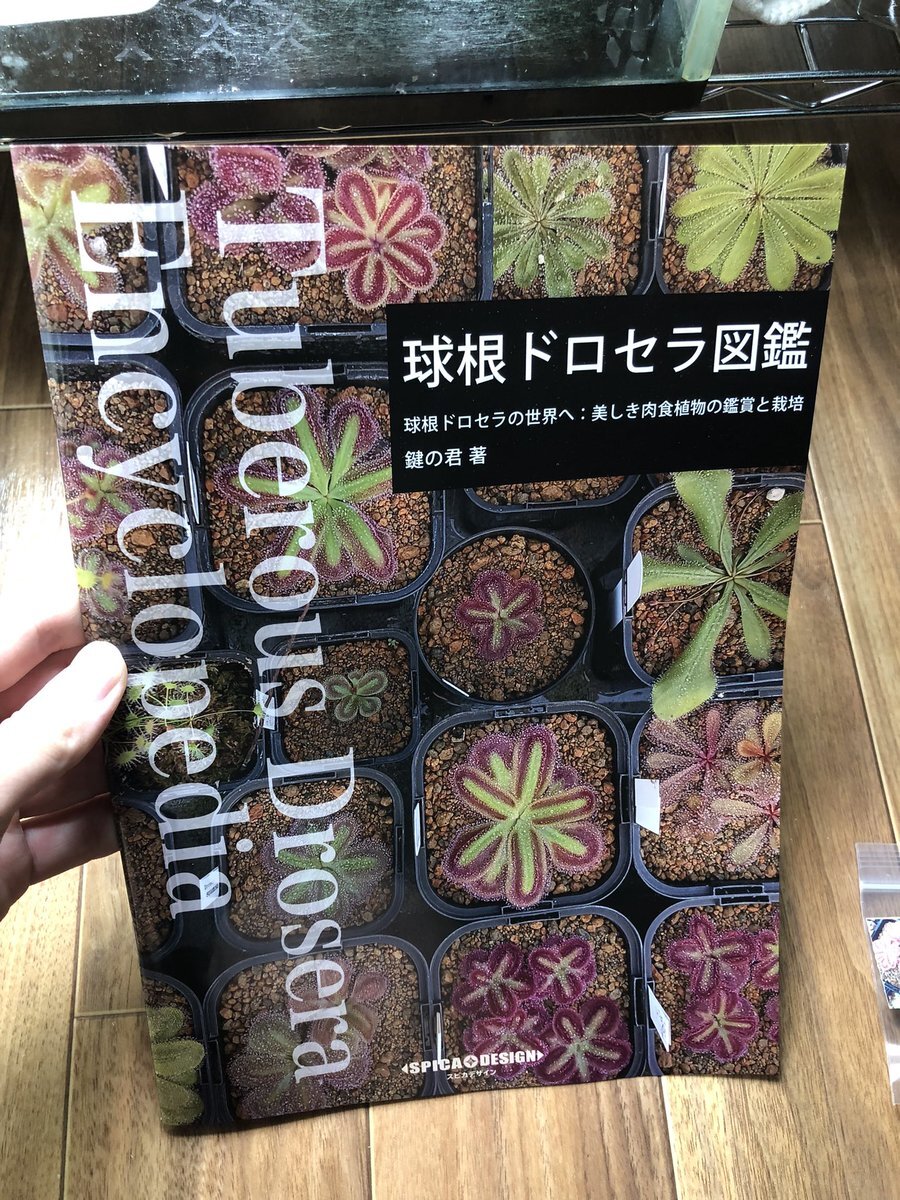 Tuberous Drosera
Encyclopedia
球根ドロセラ図鑑
球根ドロセラの世界へ:美しき肉食植物の鑑賞と栽培
鍵の君 著
SPICA DESIGN
スピカデザイン